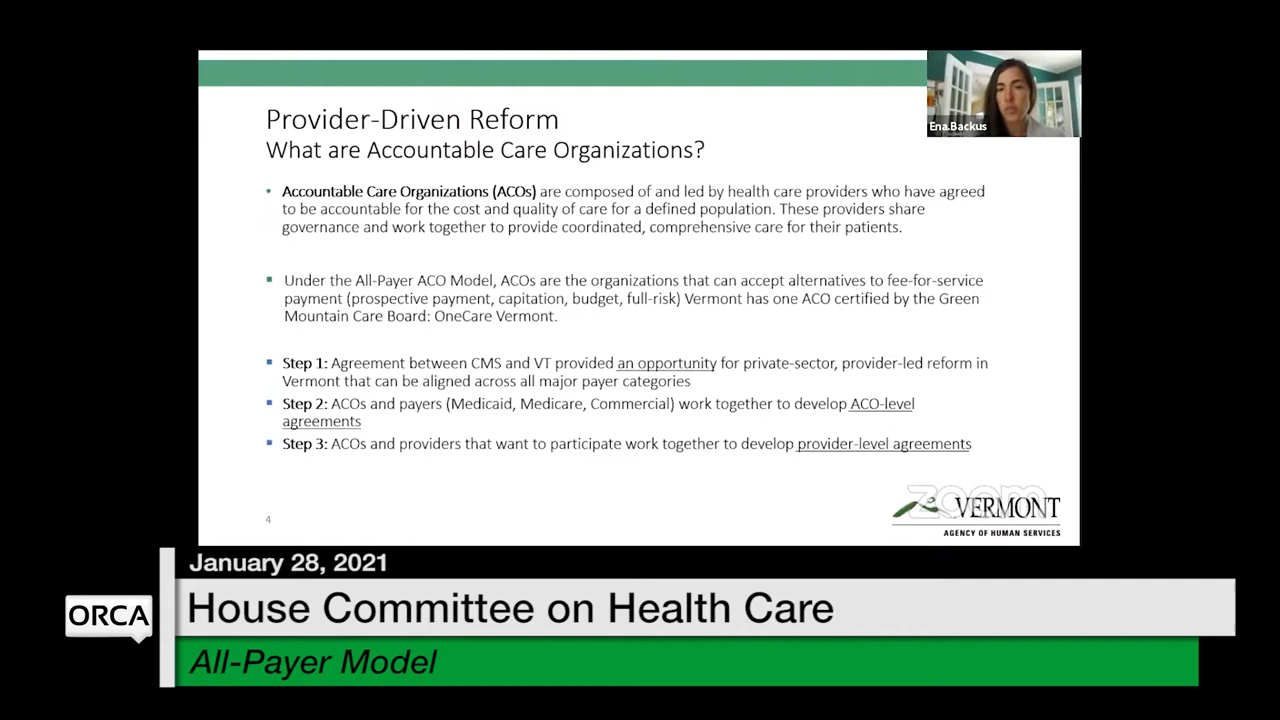 Ena.Backus
Provider-Driven Reform
What are Accountable Care Organizations?
• Accountable Care Organizations (ACOs) are composed of and led by health care providers who have agreed
to be accountable for the cost and quality of care for a defined population. These providers share
governance and work together to provide coordinated, comprehensive care for their patients.
▪ Under the All-Payer ACO Model, ACOs are the organizations that can accept alternatives to fee-for-service
payment (prospective payment, capitation, budget, full-risk) Vermont has one ACO certified by the Green
Mountain Care Board: OneCare Vermont.
▪ Step 1: Agreement between CMS and VT provided an opportunity for private-sector, provider-led reform in
Vermont that can be aligned across all major payer categories
▪ Step 2: ACOs and payers (Medicaid, Medicare, Commercial) work together to develop ACO-level
agreements
▪ Step 3: ACOs and providers that want to participate work together to develop provider-level agreements
4
zoom
VERMONT
AGENCY OF HUMAN SERVICES
January 28, 2021
ORCA
House Committee on Health Care
All-Payer Model